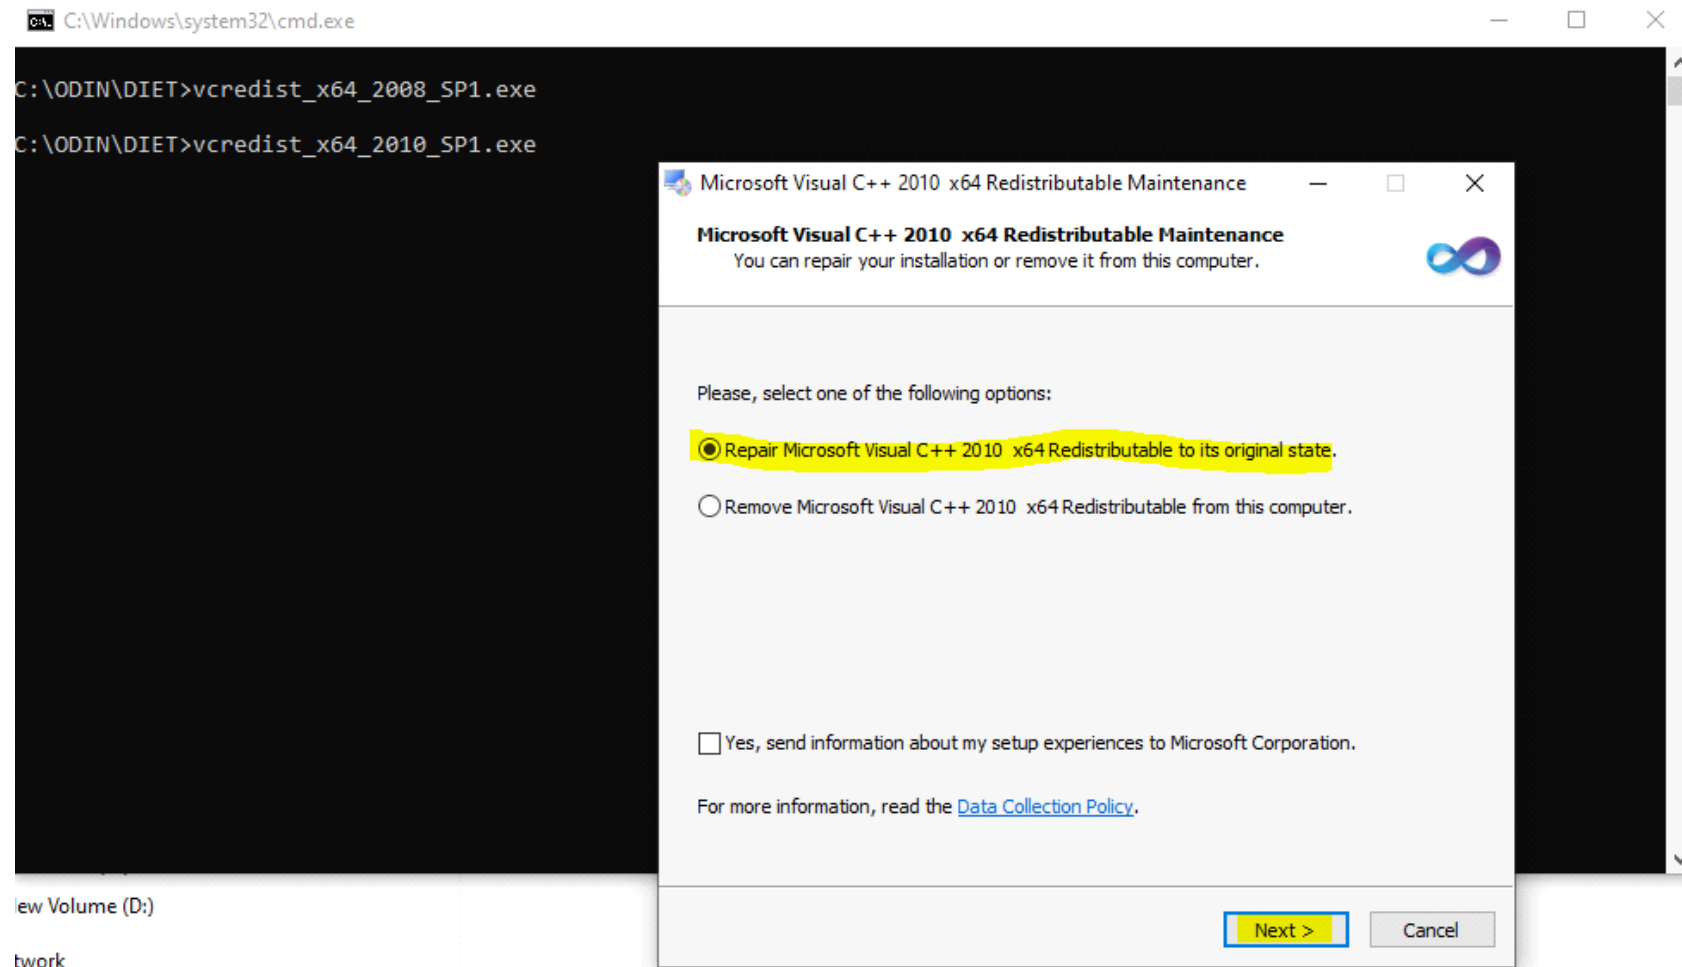 C:\Windows\system32\cmd.exe
C:\ODIN\DIET>vcredist_x64_2008_SP1.exe
C:\ODIN\DIET>vcredist_x64_2010_SP1.exe
Microsoft Visual C++ 2010 x64 Redistributable Maintenance
Microsoft Visual C++ 2010 x64 Redistributable Maintenance
You can repair your installation or remove it from this computer.
Please, select one of the following options:
Repair Microsoft Visual C++ 2010 x64 Redistributable to its original state.
Remove Microsoft Visual C++ 2010 x64 Redistributable from this computer.
Yes, send information about my setup experiences to Microsoft Corporation.
For more information, read the Data Collection Policy.
Next >
Cancel
ew Volume (D:)
twork